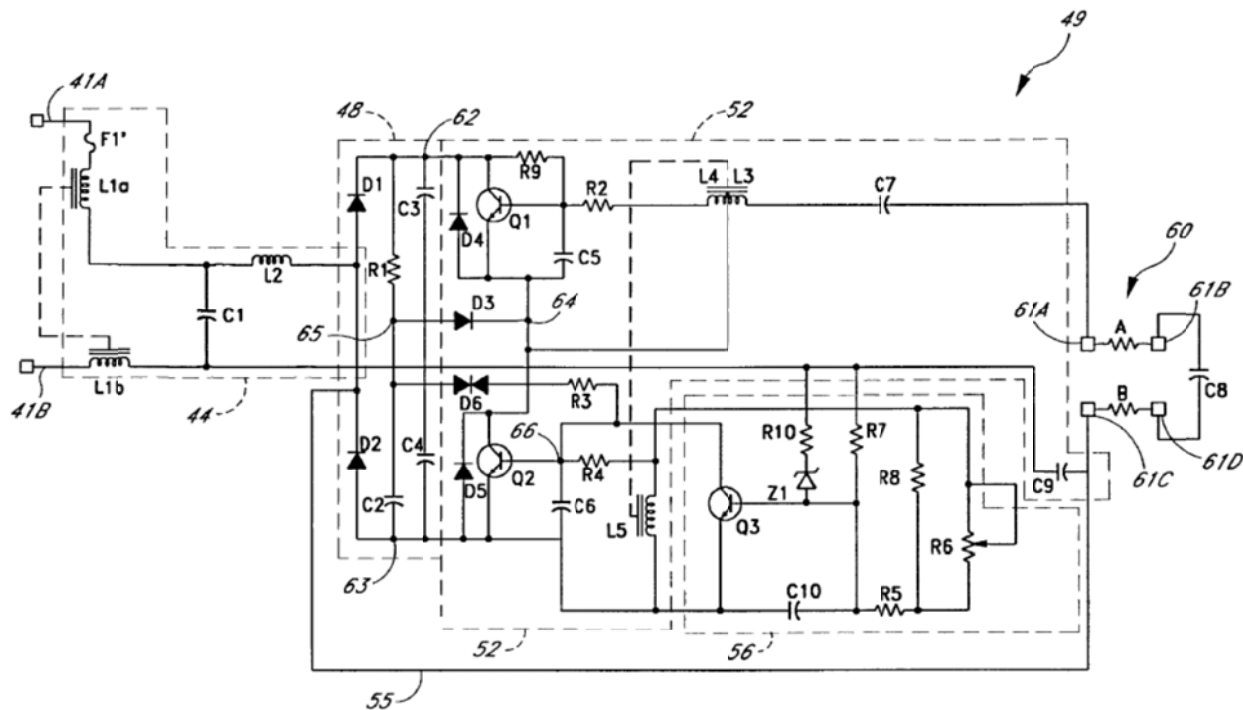 49
41A
48
62
52
F1'
L1a
D1
C3
R9
L4 L3
R2
C7
D4
Q1
60
L2
R1
C5
61A
61B
C1
D3
64
65
A
L1b
B
C8
41B
44
D6
R3
R10
R7
61C
61D
D2
C4
66
R4
C9
D5
Q2
Z1
R8
C2
C6
L5
Q3
R6
63
C10
R5
52
56
55